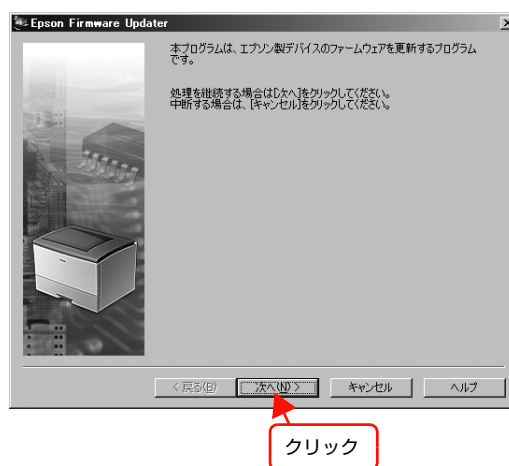 Epson Firmware Updater
本プログラムは、エプソン製デバイスのファームウェアを更新するプログラム
です。
処理を継続する場合は[次へ]をクリックしてください。
中断する場合は、[キャンセル]をクリックしてください。
< 戻る(B) 次へ(N) > キャンセル ヘルプ
クリック